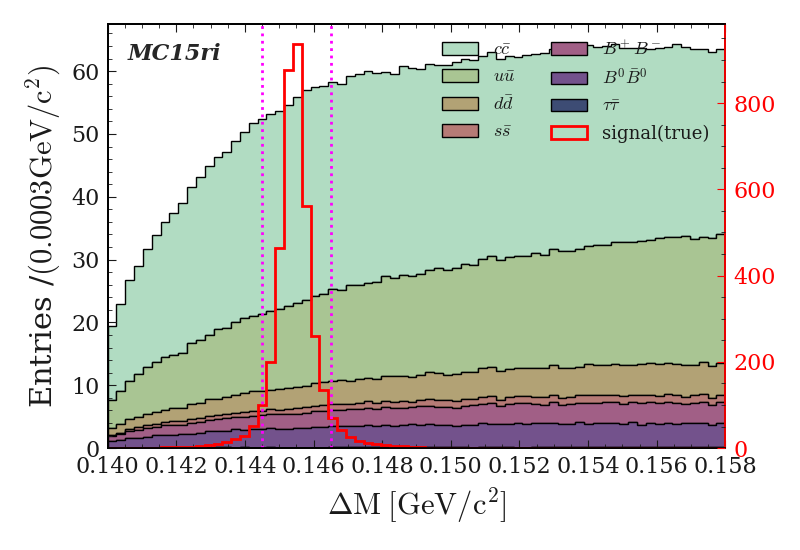 MC15ri
cc̄
uū
dd̄
ss̄
B⁺B⁻
B⁰B̄⁰
ττ̄
signal(true)
Entries /(0.0003GeV/c²)
60
50
40
30
20
10
0
800
600
400
200
0
0.140 0.142 0.144 0.146 0.148 0.150 0.152 0.154 0.156 0.158
ΔM [GeV/c²]